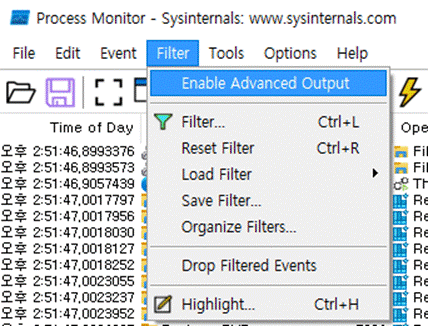 Process Monitor - Sysinternals: www.sysinternals.com
File Edit Event Filter Tools Options Help
Enable Advanced Output
Time of Day
Ope
Filter... Ctrl+L
Reset Filter Ctrl+R
Load Filter
Save Filter...
Organize Filters...
Drop Filtered Events
Highlight... Ctrl+H
오후 2:51:46,8993376 Fil
오후 2:51:46,8993573 Fil
오후 2:51:46,9057439 Th
오후 2:51:47,0017797 Re
오후 2:51:47,0017956 Re
오후 2:51:47,0018030 Re
오후 2:51:47,0018127 Re
오후 2:51:47,0018252 Re
오후 2:51:47,0023055 Re
오후 2:51:47,0023237 Re
오후 2:51:47,0023952 Re